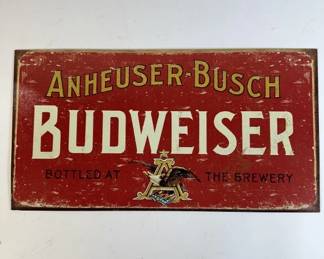 ANHEUSER-BUSCH
BUDWEISER
BOTTLED AT THE BREWERY